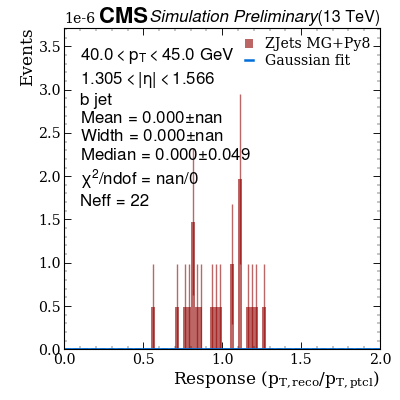 1e-6 CMS Simulation Preliminary (13 TeV)
Events
40.0 < pT < 45.0 GeV
1.305 < |η| < 1.566
b jet
Mean = 0.000±nan
Width = 0.000±nan
Median = 0.000±0.049
χ²/ndof = nan/0
Neff = 22
ZJets MG+Py8
Gaussian fit
3.5
3.0
2.5
2.0
1.5
1.0
0.5
0.0
0.0 0.5 1.0 1.5 2.0
Response (pT,reco/pT,ptcl)